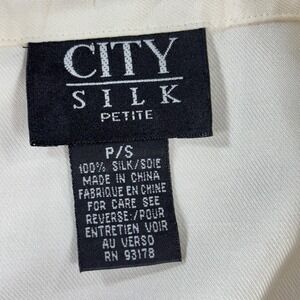 CITY
SILK
PETITE
P/S
100% SILK/SOIE
MADE IN CHINA
FABRIQUE EN CHINE
FOR CARE SEE
REVERSE:/POUR
ENTRETIEN VOIR
AU VERSO
RN 93178